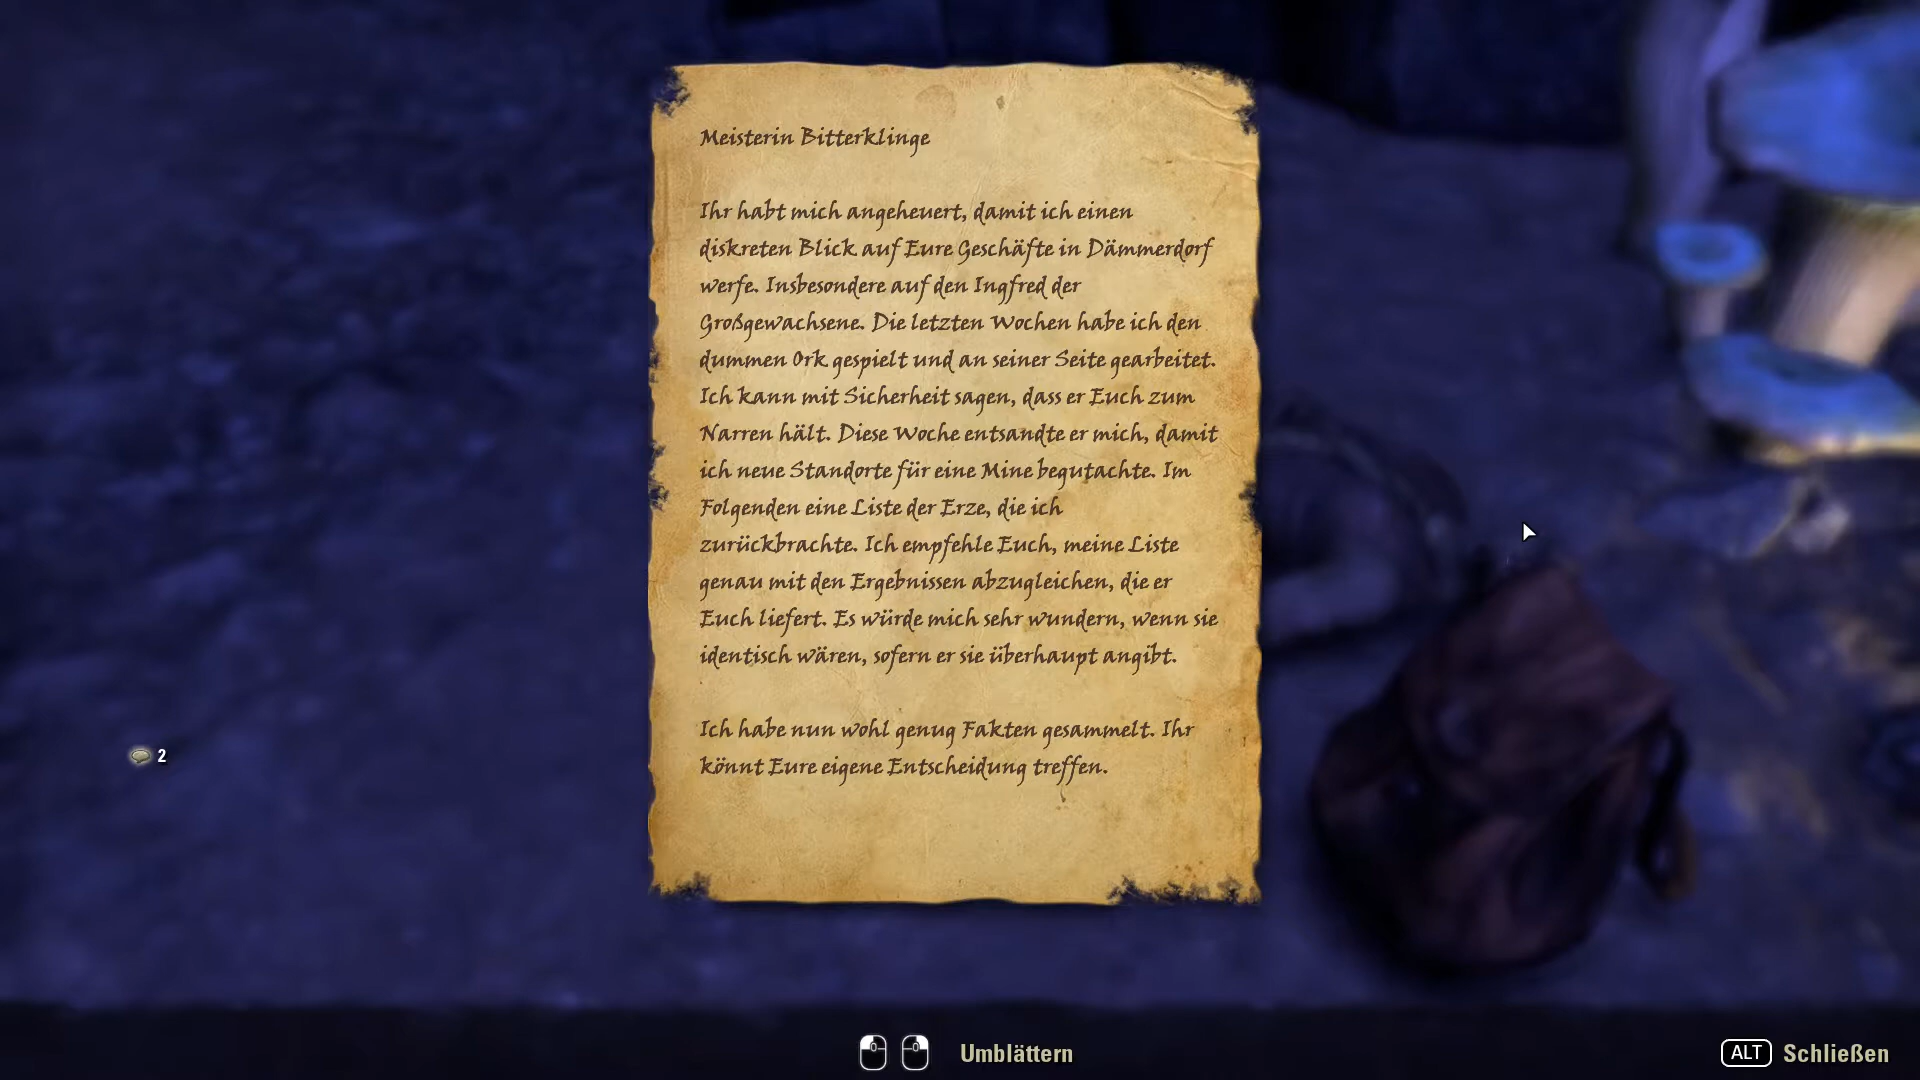 Meisterin Bitterklinge
Ihr habt mich angeheuert, damit ich einen
diskreten Blick auf Eure Geschäfte in Dämmerdorf
werfe. Insbesondere auf den Ingfred der
Großgewachsene. Die letzten Wochen habe ich den
dummen Ork gespielt und an seiner Seite gearbeitet.
Ich kann mit Sicherheit sagen, dass er Euch zum
Narren hält. Diese Woche entsandte er mich, damit
ich neue Standorte für eine Mine begutachte. Im
Folgenden eine Liste der Erze, die ich
zurückbrachte. Ich empfehle Euch, meine Liste
genau mit den Ergebnissen abzugleichen, die er
Euch liefert. Es würde mich sehr wundern, wenn sie
identisch wären, sofern er sie überhaupt angibt.
Ich habe nun wohl genug Fakten gesammelt. Ihr
könnt Eure eigene Entscheidung treffen.
2
Umblättern
ALT Schließen